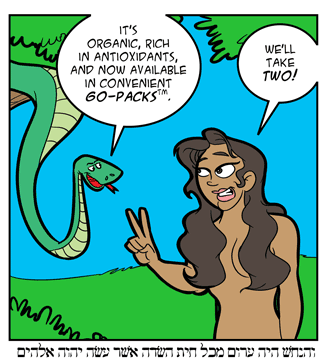 IT'S
ORGANIC, RICH
IN ANTIOXIDANTS,
AND NOW AVAILABLE
IN CONVENIENT
GO-PACKS™.
WE'LL
TAKE
TWO!
והנחש היה ערום מכל חית השדה אשר עשה יהוה אלהים